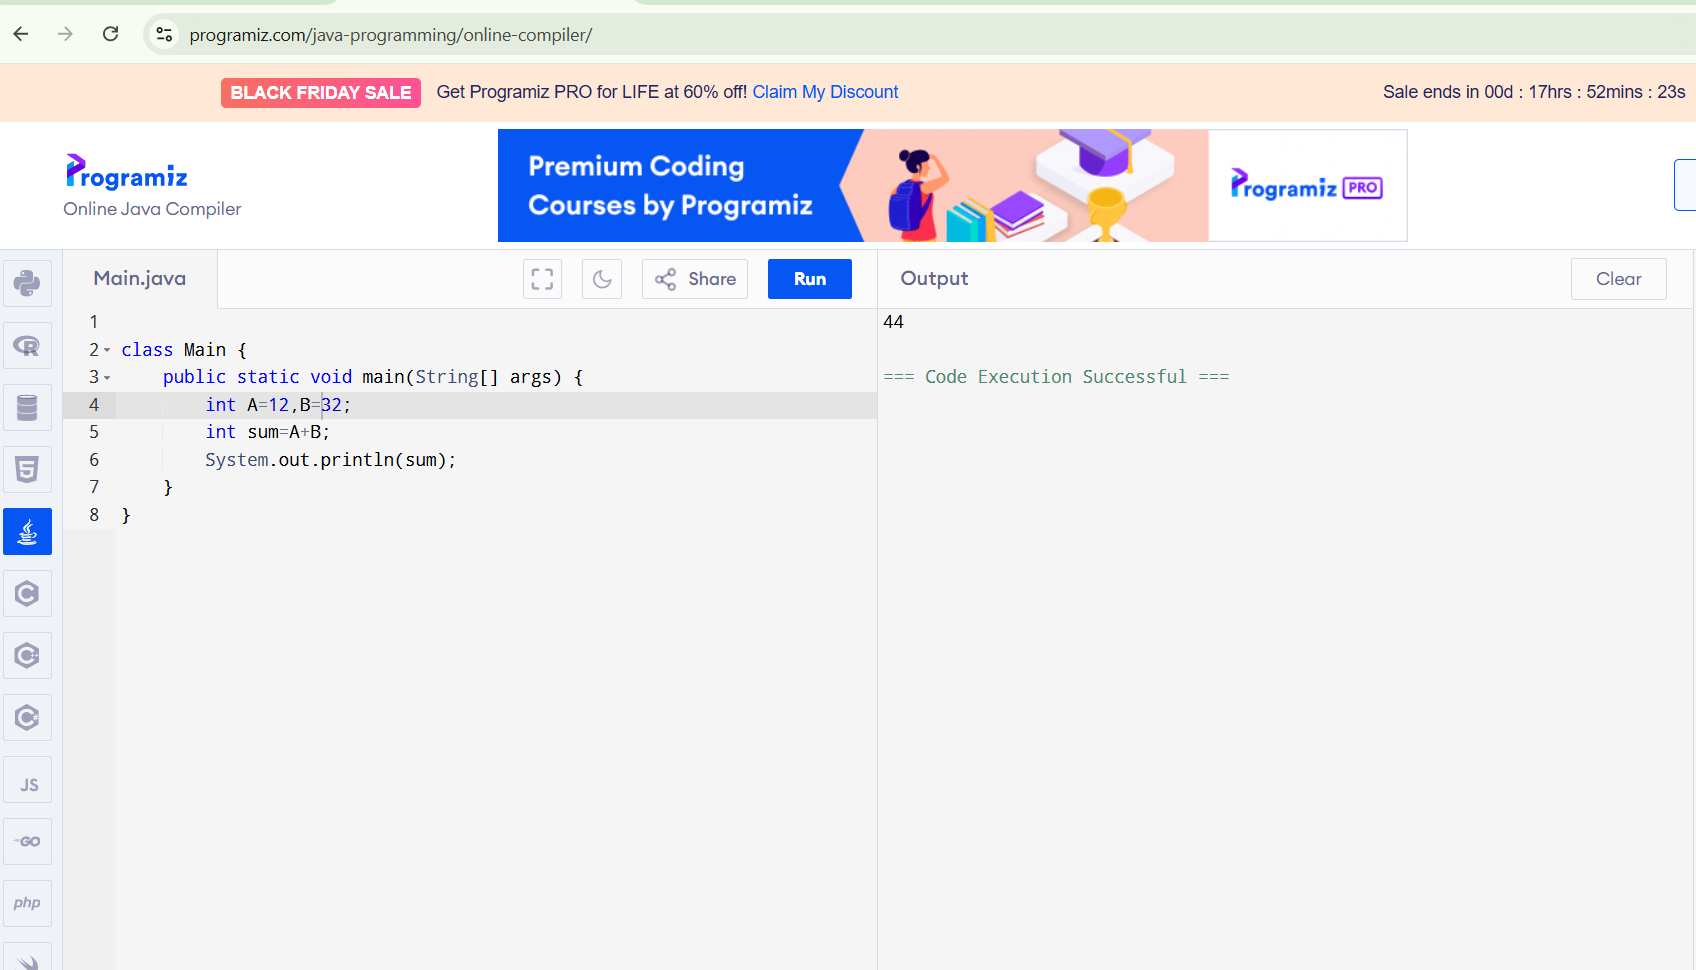 programiz.com/java-programming/online-compiler/
BLACK FRIDAY SALE Get Programiz PRO for LIFE at 60% off! Claim My Discount Sale ends in 00d : 17hrs : 52mins : 23s
Programiz
Online Java Compiler
Premium Coding
Courses by Programiz
Programiz PRO
Main.java
Share
Run
Output
Clear
1
2 class Main {
3 public static void main(String[] args) {
4 int A=12,B=32;
5 int sum=A+B;
6 System.out.println(sum);
7 }
8 }
44
=== Code Execution Successful ===
R
5
C
C+
C#
JS
GO
php